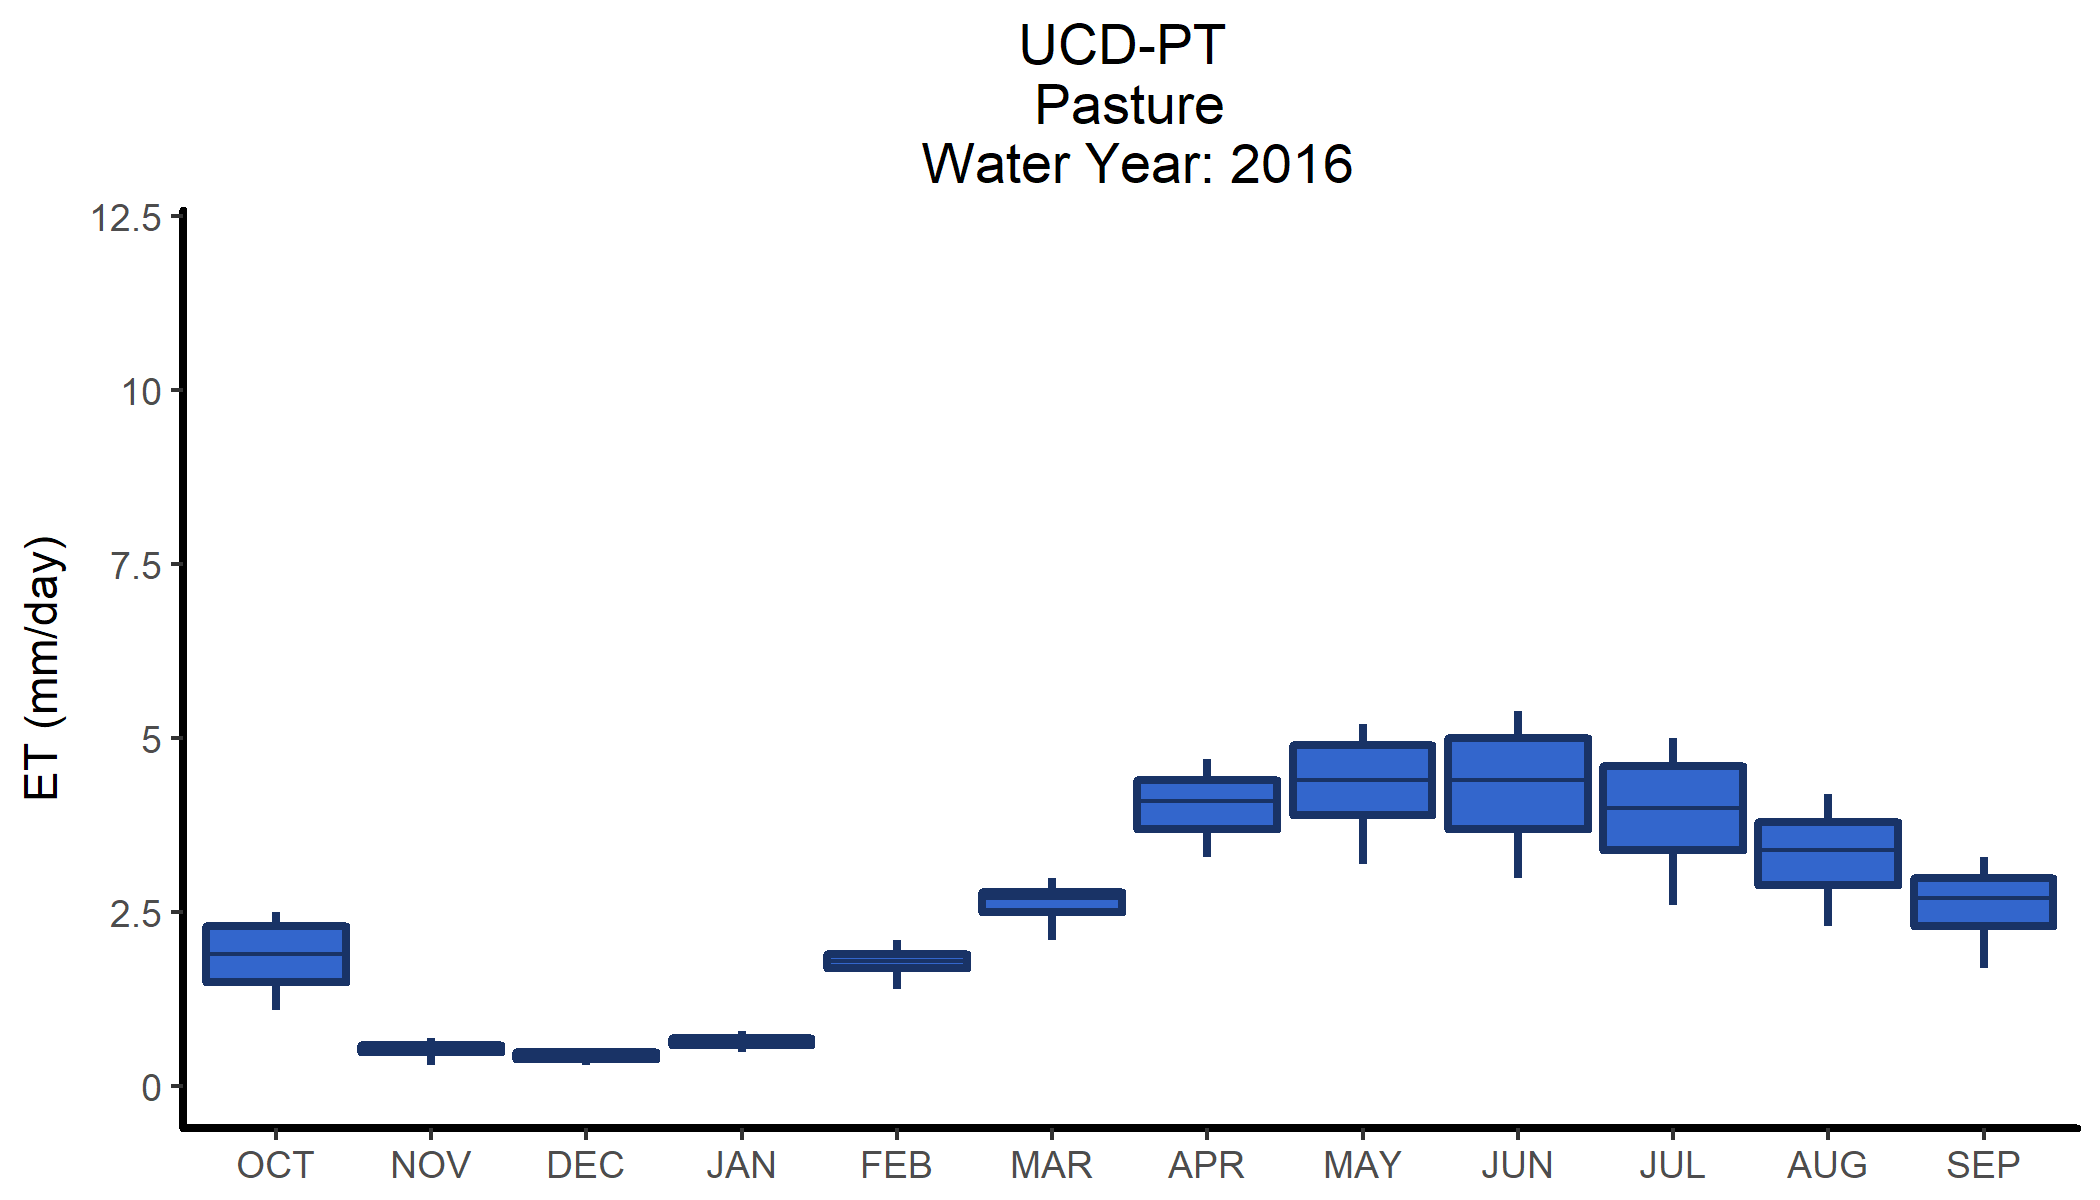 UCD-PT
Pasture
Water Year: 2016
ET (mm/day)
12.5
10
7.5
5
2.5
0
OCT NOV DEC JAN FEB MAR APR MAY JUN JUL AUG SEP